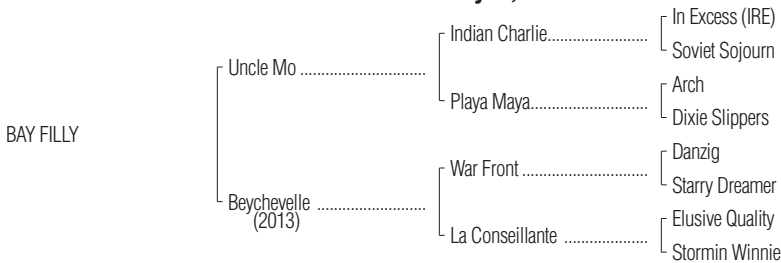 In Excess (IRE)
Indian Charlie.......................
Soviet Sojourn
Uncle Mo ..............................
Arch
Playa Maya............................
Dixie Slippers
BAY FILLY
Danzig
War Front ..............................
Starry Dreamer
Beychevelle ..........................
(2013)
Elusive Quality
La Conseillante ....................
Stormin Winnie